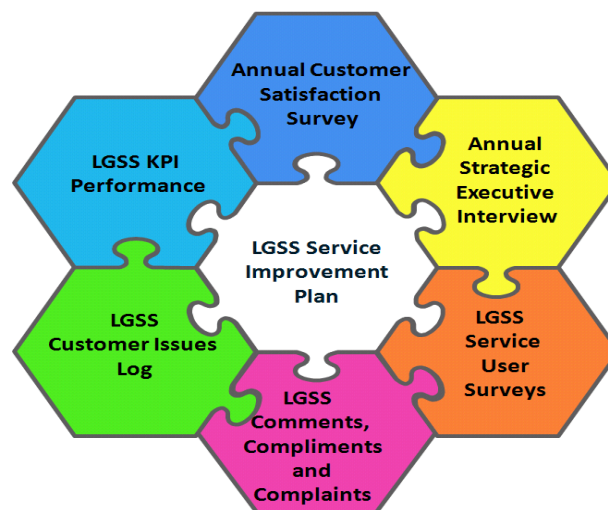 Annual Customer
Satisfaction
Survey
LGSS KPI
Performance
Annual
Strategic
Executive
Interview
LGSS Service
Improvement
Plan
LGSS
Customer Issues
Log
LGSS
Service
User
Surveys
LGSS
Comments,
Compliments
and
Complaints